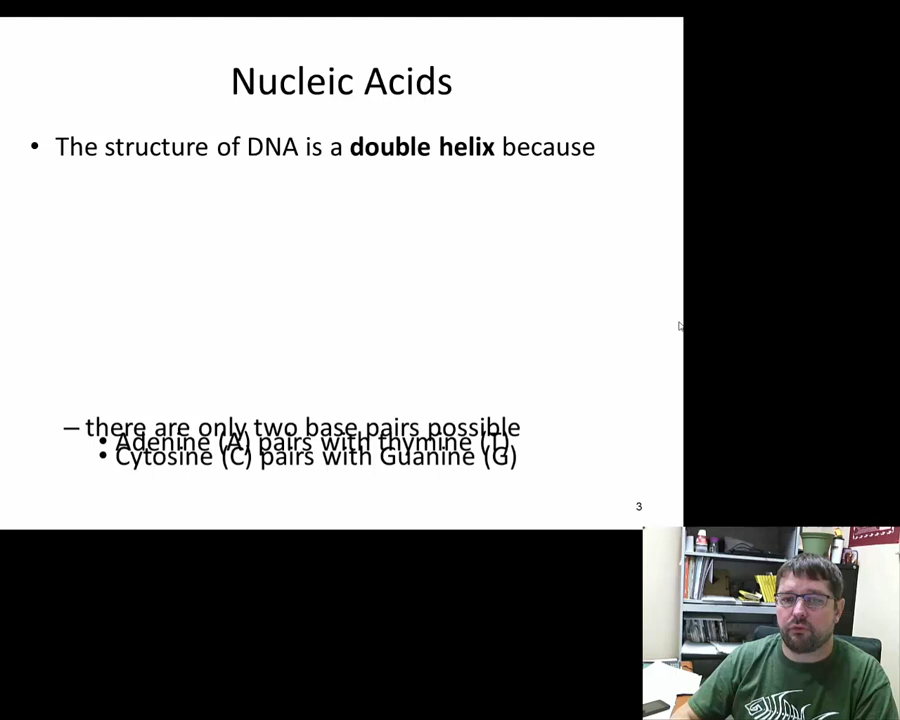 Nucleic Acids
• The structure of DNA is a double helix because
– there are only two base pairs possible
• Adenine (A) pairs with thymine (T)
• Cytosine (C) pairs with Guanine (G)
3